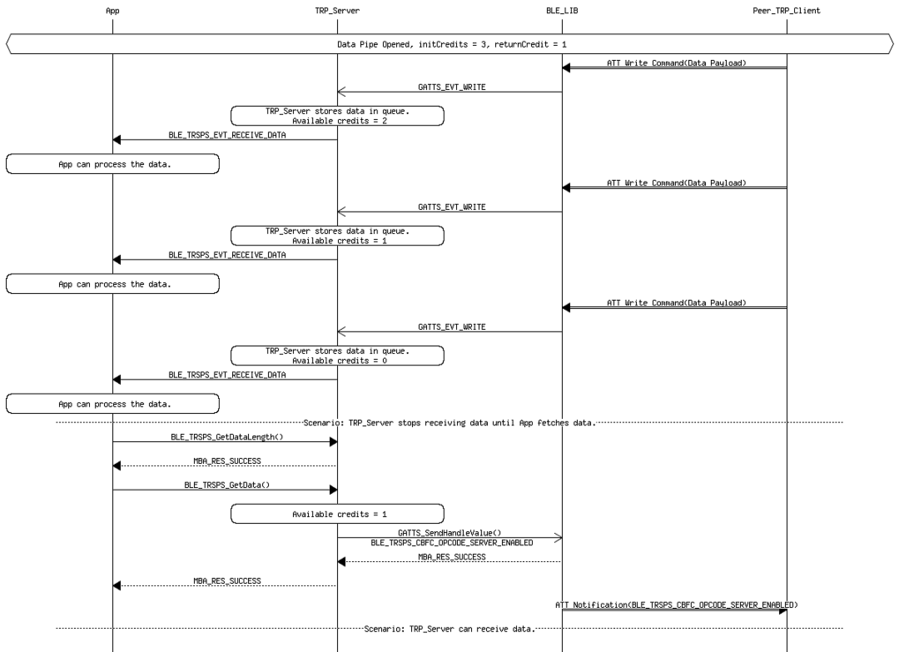 App TRP_Server BLE_LIB Peer_TRP_Client
Data Pipe Opened, initCredits = 3, returnCredit = 1
ATT Write Command(Data Payload)
GATTS_EVT_WRITE
TRP_Server stores data in queue.
Available credits = 2
BLE_TRSPS_EVT_RECEIVE_DATA
App can process the data.
ATT Write Command(Data Payload)
GATTS_EVT_WRITE
TRP_Server stores data in queue.
Available credits = 1
BLE_TRSPS_EVT_RECEIVE_DATA
App can process the data.
ATT Write Command(Data Payload)
GATTS_EVT_WRITE
TRP_Server stores data in queue.
Available credits = 0
BLE_TRSPS_EVT_RECEIVE_DATA
App can process the data.
Scenario: TRP_Server stops receiving data until App fetches data.
BLE_TRSPS_GetDataLength()
MBA_RES_SUCCESS
BLE_TRSPS_GetData()
Available credits = 1
GATTS_SendHandleValue()
BLE_TRSPS_CBFC_OPCODE_SERVER_ENABLED
MBA_RES_SUCCESS
MBA_RES_SUCCESS
ATT Notification(BLE_TRSPS_CBFC_OPCODE_SERVER_ENABLED)
Scenario: TRP_Server can receive data.